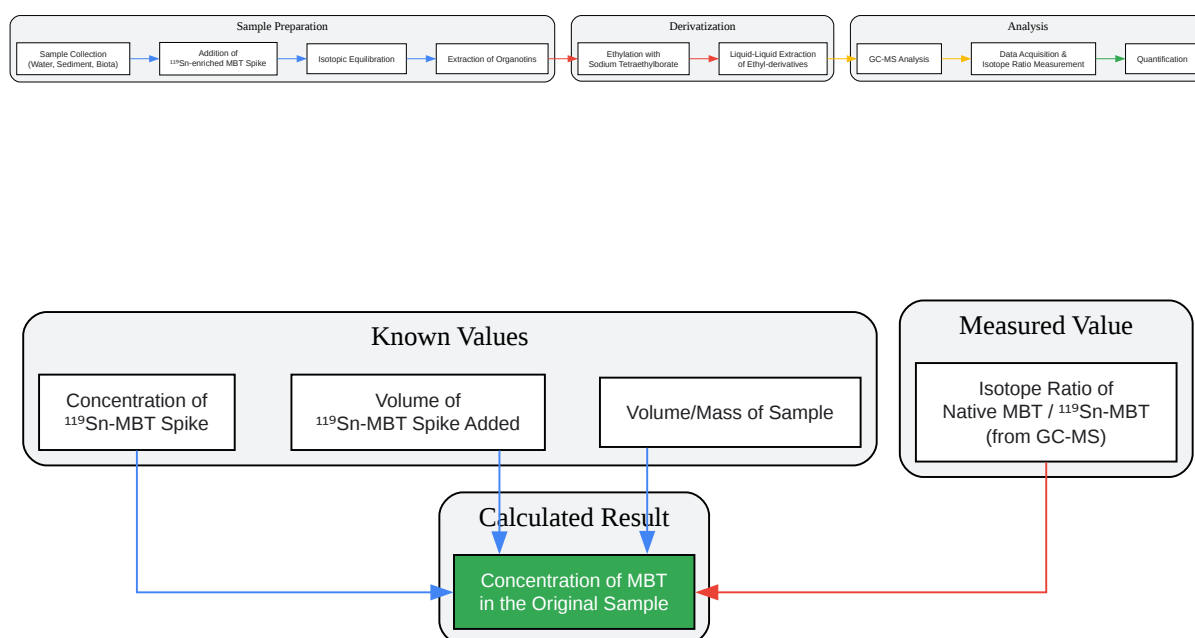 Sample Preparation
Sample Collection
(Water, Sediment, Biota)
Addition of
¹¹⁹Sn-enriched MBT Spike
Isotopic Equilibration
Extraction of Organotins
Derivatization
Ethylation with
Sodium Tetraethylborate
Liquid-Liquid Extraction
of Ethyl-derivatives
Analysis
GC-MS Analysis
Data Acquisition &
Isotope Ratio Measurement
Quantification
Known Values
Concentration of
¹¹⁹Sn-MBT Spike
Volume of
¹¹⁹Sn-MBT Spike Added
Volume/Mass of Sample
Measured Value
Isotope Ratio of
Native MBT / ¹¹⁹Sn-MBT
(from GC-MS)
Calculated Result
Concentration of MBT
in the Original Sample